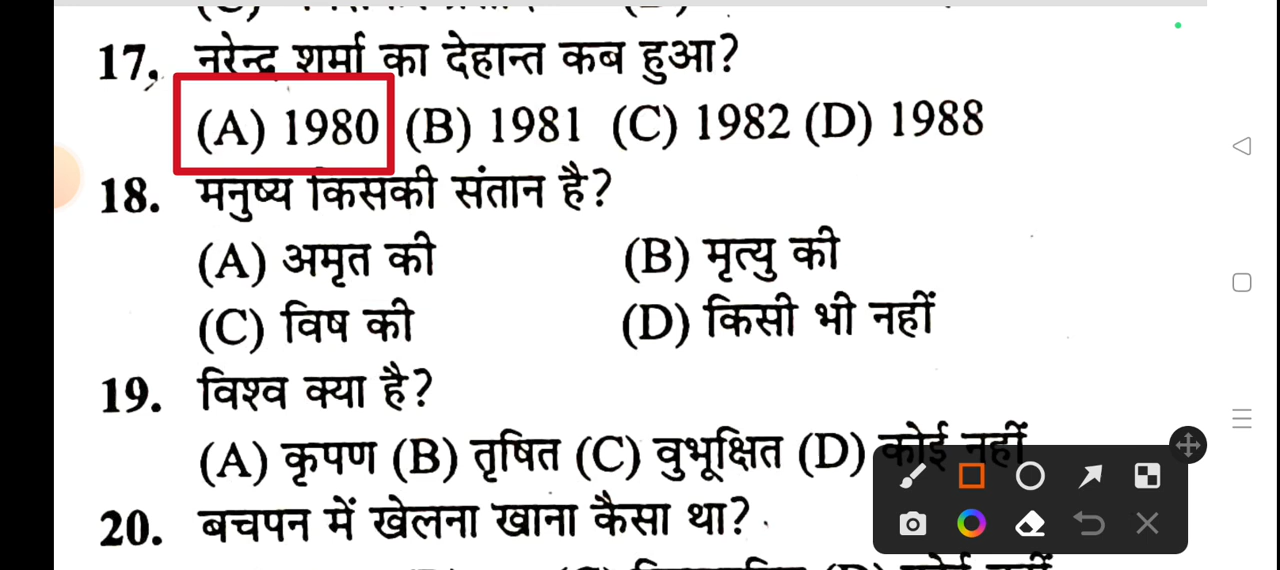 17. नरेन्द्र शर्मा का देहान्त कब हुआ?
(A) 1980 (B) 1981 (C) 1982 (D) 1988
18. मनुष्य किसकी संतान है?
(A) अमृत की (B) मृत्यु की
(C) विष की (D) किसी भी नहीं
19. विश्व क्या है?
(A) कृपण (B) तृषित (C) वुभूक्षित (D) कोई नहीं
20. बचपन में खेलना खाना कैसा था?